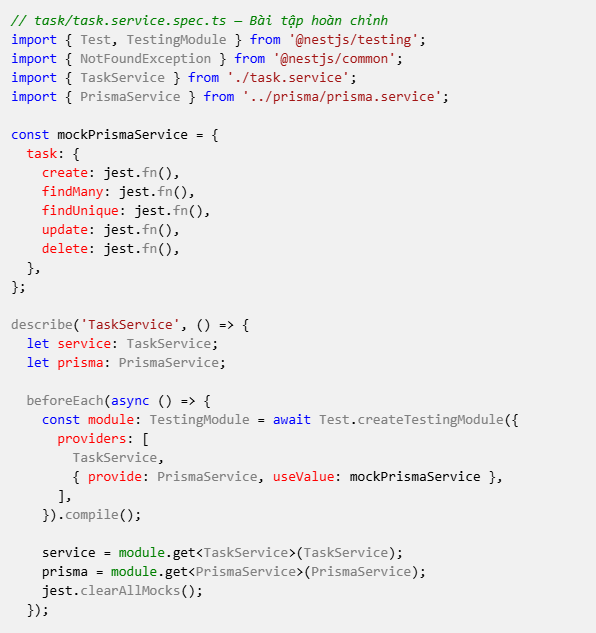 // task/task.service.spec.ts — Bài tập hoàn chỉnh
import { Test, TestingModule } from '@nestjs/testing';
import { NotFoundException } from '@nestjs/common';
import { TaskService } from './task.service';
import { PrismaService } from '../prisma/prisma.service';

const mockPrismaService = {
  task: {
    create: jest.fn(),
    findMany: jest.fn(),
    findUnique: jest.fn(),
    update: jest.fn(),
    delete: jest.fn(),
  },
};

describe('TaskService', () => {
  let service: TaskService;
  let prisma: PrismaService;

  beforeEach(async () => {
    const module: TestingModule = await Test.createTestingModule({
      providers: [
        TaskService,
        { provide: PrismaService, useValue: mockPrismaService },
      ],
    }).compile();

    service = module.get<TaskService>(TaskService);
    prisma = module.get<PrismaService>(PrismaService);
    jest.clearAllMocks();
  });